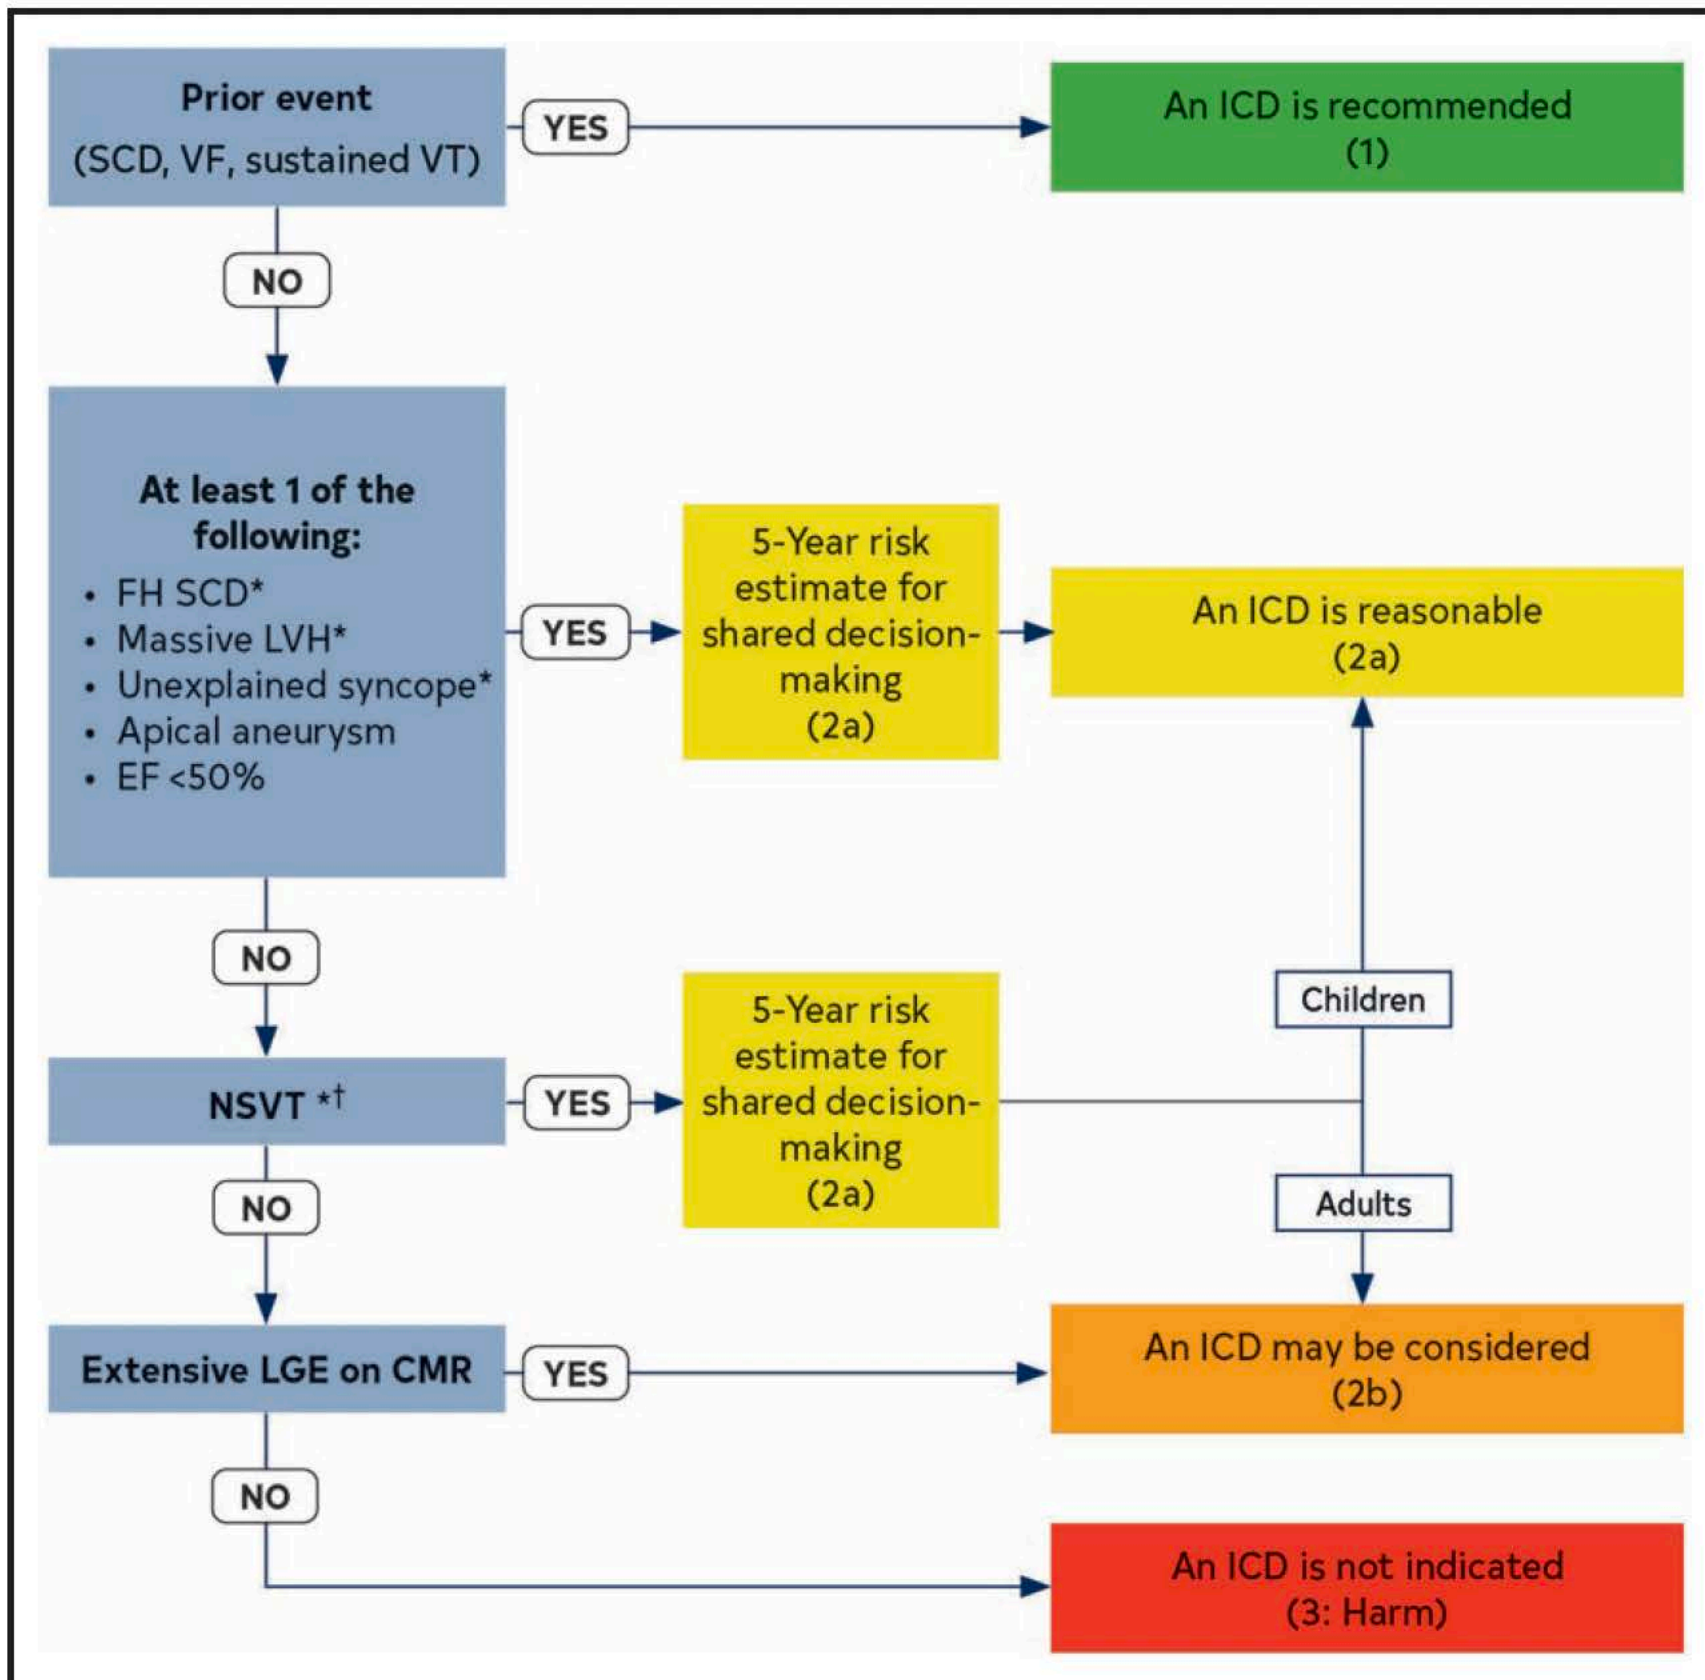 Prior event
(SCD, VF, sustained VT)
YES
An ICD is recommended
(1)
NO
At least 1 of the
following:
• FH SCD*
• Massive LVH*
• Unexplained syncope*
• Apical aneurysm
• EF <50%
YES
5-Year risk
estimate for
shared decision-
making
(2a)
An ICD is reasonable
(2a)
NO
NSVT *†
YES
5-Year risk
estimate for
shared decision-
making
(2a)
Children
Adults
NO
Extensive LGE on CMR
YES
An ICD may be considered
(2b)
NO
An ICD is not indicated
(3: Harm)